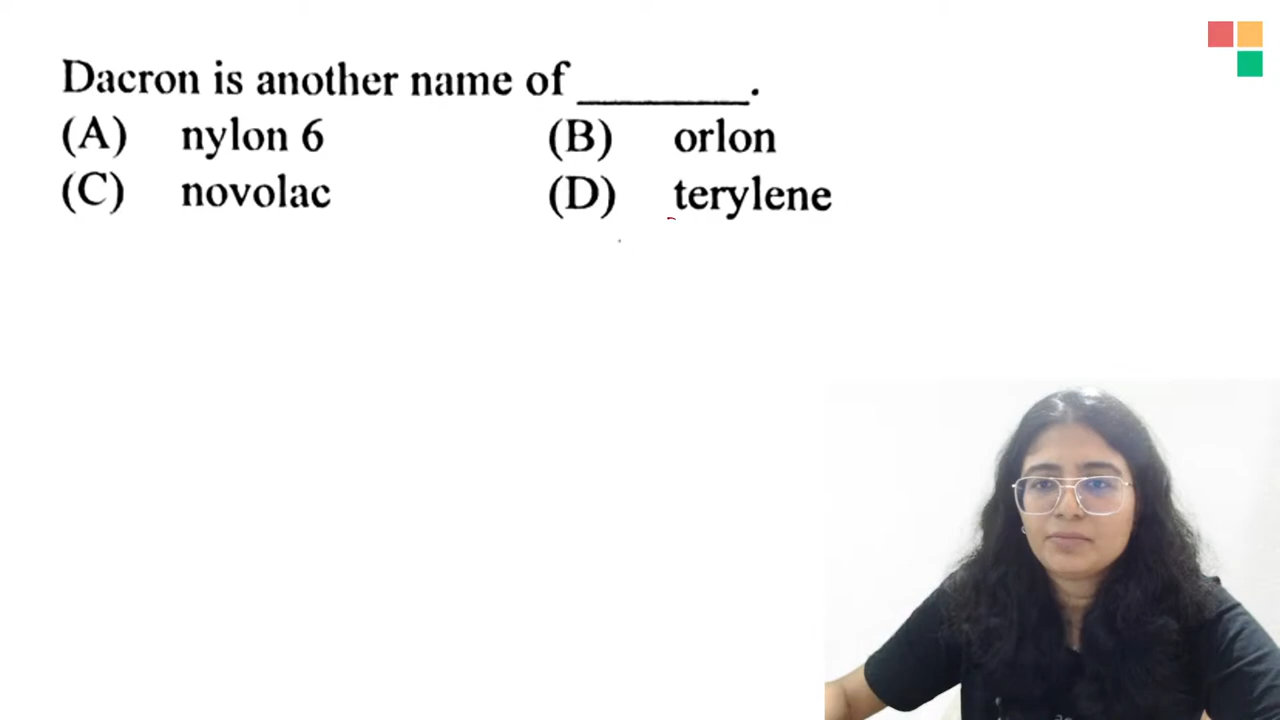 Dacron is another name of ________.
(A) nylon 6 (B) orlon
(C) novolac (D) terylene